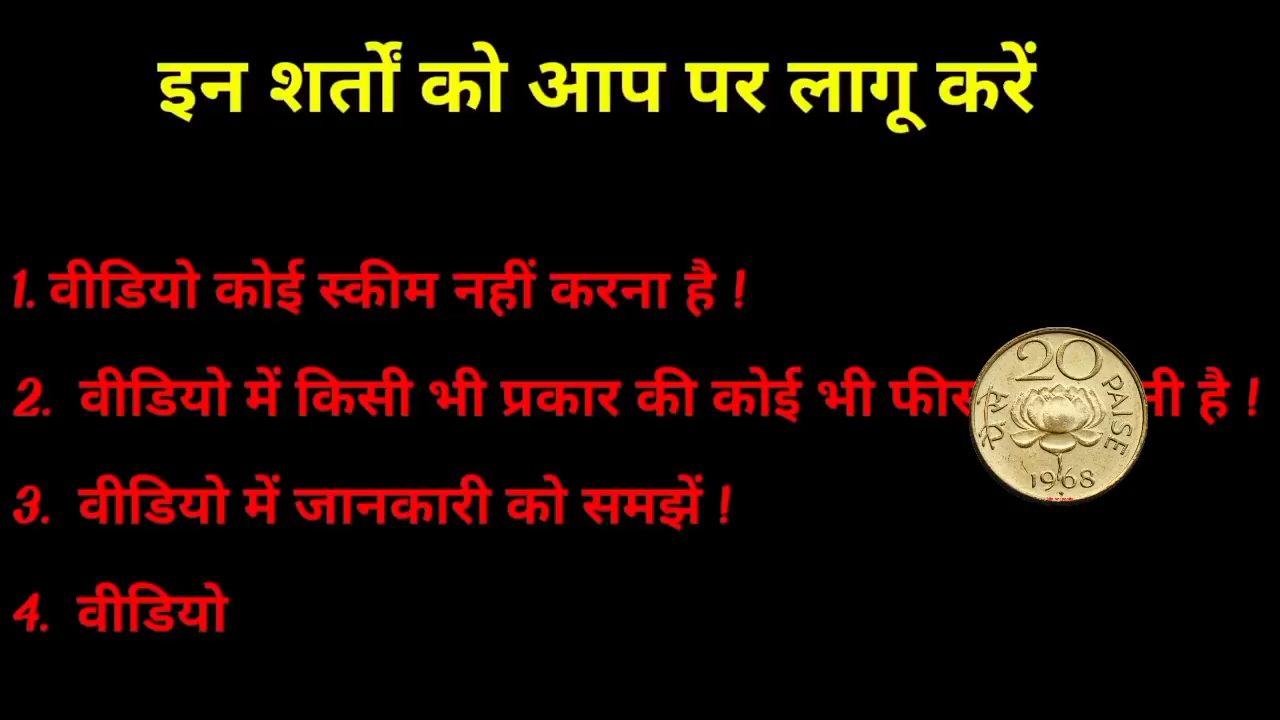 इन शर्तों को आप पर लागू करें
1. वीडियो कोई स्कीम नहीं करना है !
2. वीडियो में किसी भी प्रकार की कोई भी फीस है !
20
पैसे PAISE
1968
3. वीडियो में जानकारी को समझें !
4. वीडियो